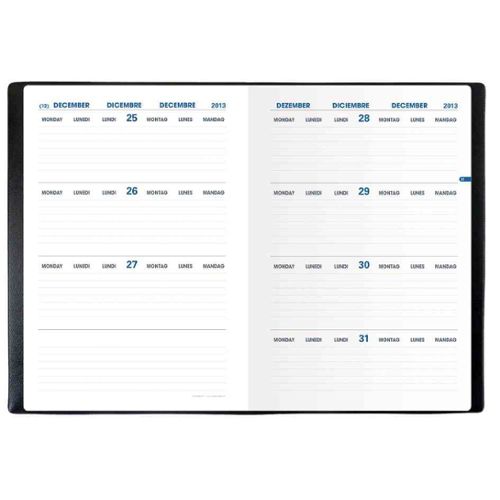 (12) DECEMBER DICEMBRE DECEMBRE 2013
MONDAY LUNEDI LUNDI 25 MONTAG LUNES MANDAG
MONDAY LUNEDI LUNDI 26 MONTAG LUNES MANDAG
MONDAY LUNEDI LUNDI 27 MONTAG LUNES MANDAG
DEZEMBER DICIEMBRE DECEMBER 2013
MONDAY LUNEDI LUNDI 28 MONTAG LUNES MANDAG
MONDAY LUNEDI LUNDI 29 MONTAG LUNES MANDAG
MONDAY LUNEDI LUNDI 30 MONTAG LUNES MANDAG
MONDAY LUNEDI LUNDI 31 MONTAG LUNES MANDAG